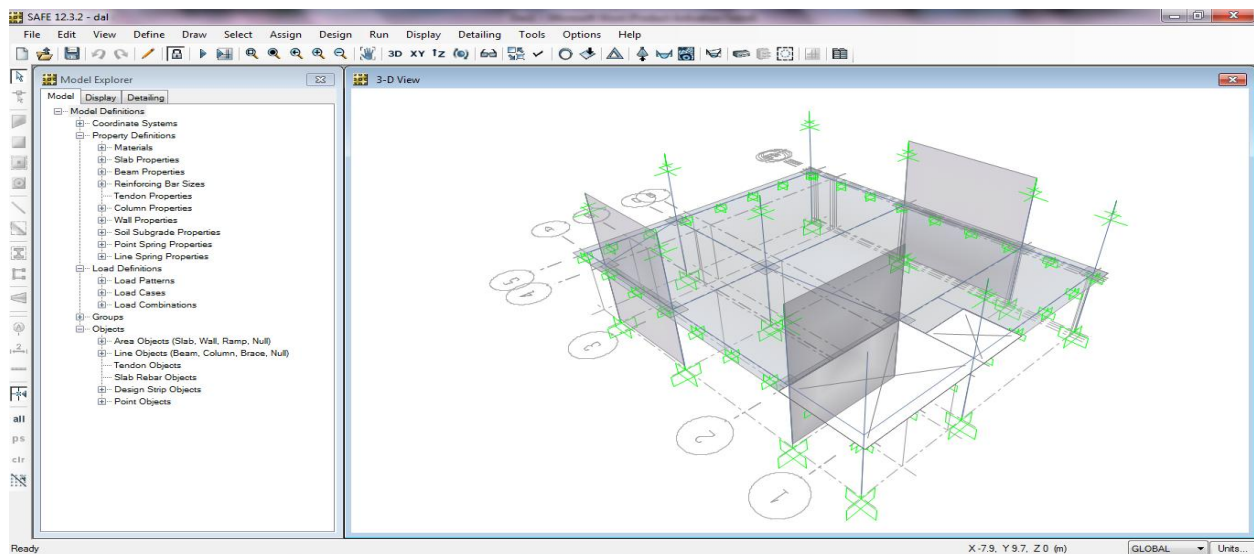 SAFE 12.3.2 - dal
File Edit View Define Draw Select Assign Design Run Display Detailing Tools Options Help
3D XY
Model Explorer
Model Display Detailing
Model Definitions
Coordinate Systems
Property Definitions
Materials
Slab Properties
Beam Properties
Reinforcing Bar Sizes
Tendon Properties
Column Properties
Wall Properties
Soil Subgrade Properties
Point Spring Properties
Line Spring Properties
Load Definitions
Load Patterns
Load Cases
Load Combinations
Groups
Objects
Area Objects (Slab, Wall, Ramp, Null)
Line Objects (Beam, Column, Brace, Null)
Tendon Objects
Slab Rebar Objects
Design Strip Objects
Point Objects
all
ps
clr
3-D View
A
5
A
3
2
1
Ready
X -7.9, Y 9.7, Z 0 (m)
GLOBAL
Units...